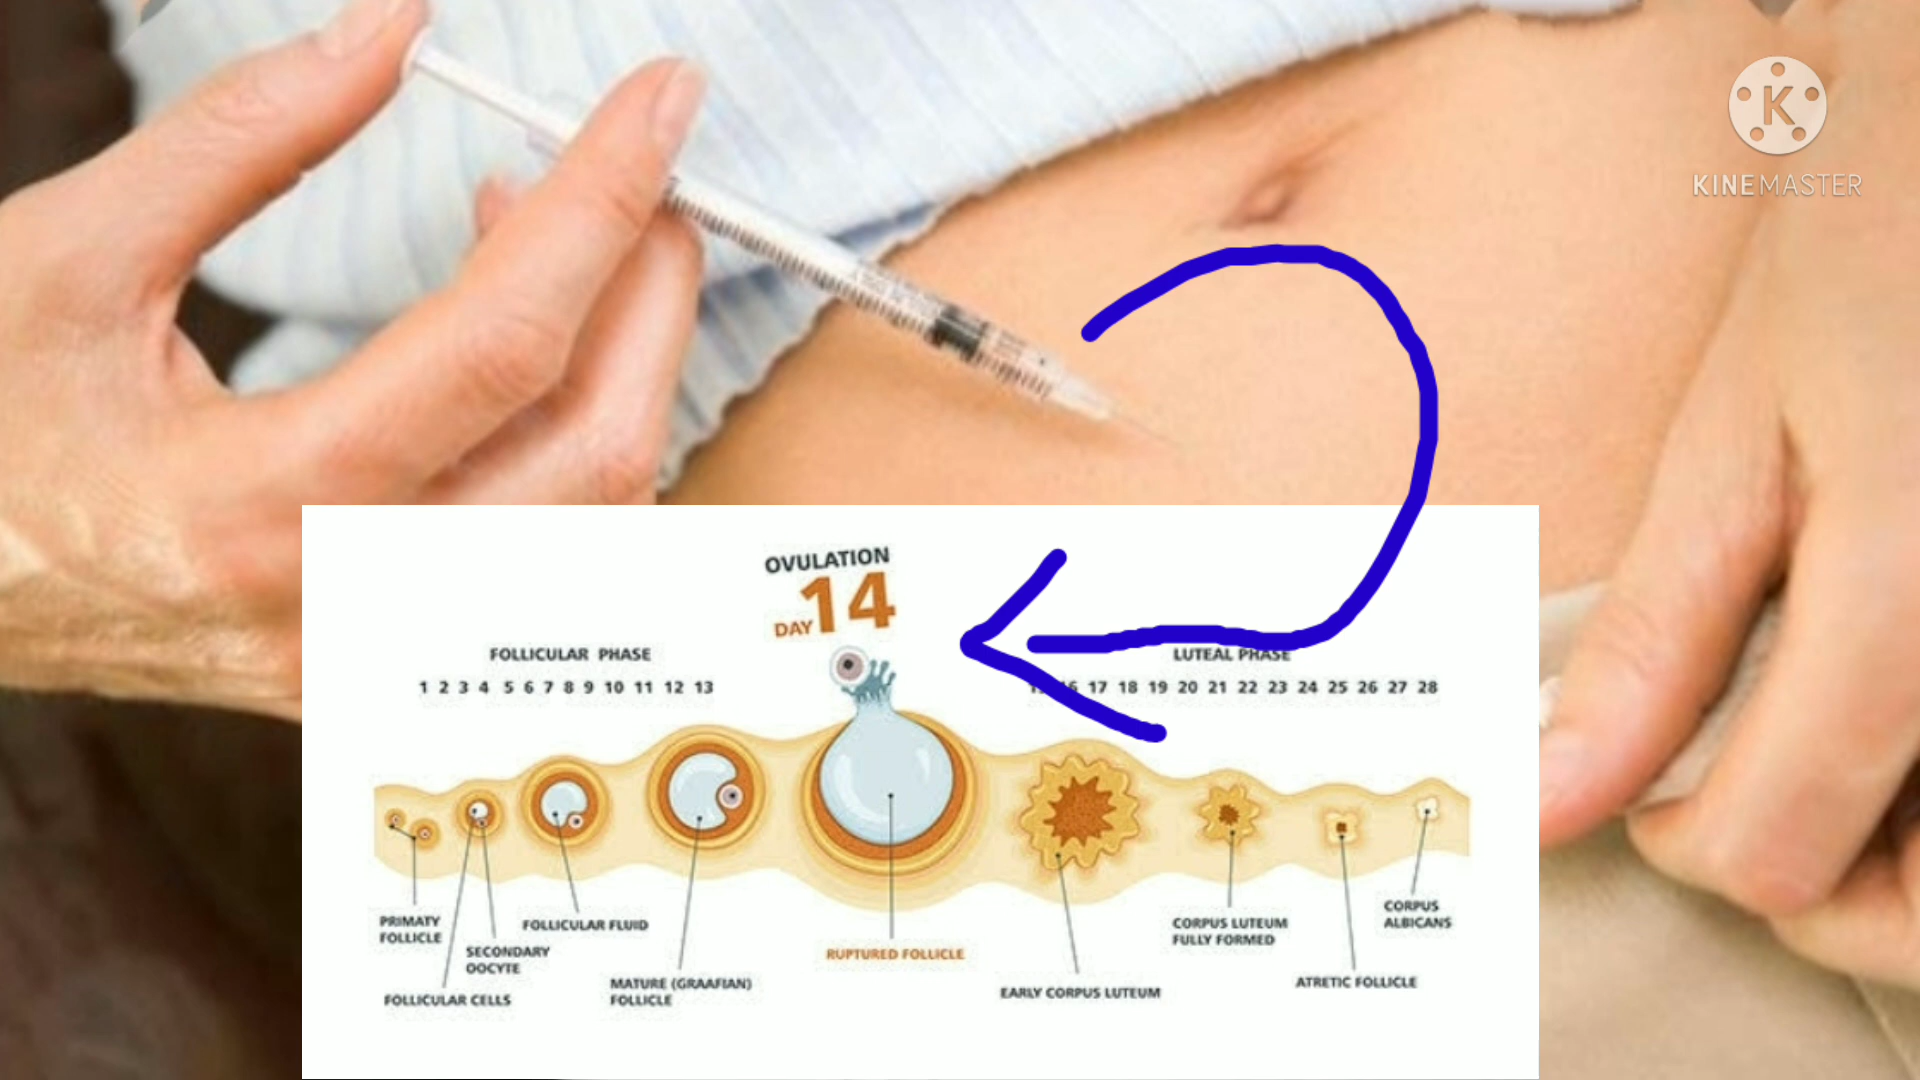 KINEMASTER
OVULATION
DAY 14
FOLLICULAR PHASE
LUTEAL PHASE
1 2 3 4 5 6 7 8 9 10 11 12 13
16 17 18 19 20 21 22 23 24 25 26 27 28
PRIMATY
FOLLICLE
SECONDARY
OOCYTE
FOLLICULAR CELLS
FOLLICULAR FLUID
MATURE (GRAAFIAN)
FOLLICLE
RUPTURED FOLLICLE
EARLY CORPUS LUTEUM
CORPUS LUTEUM
FULLY FORMED
ATRETIC FOLLICLE
CORPUS
ALBICANS